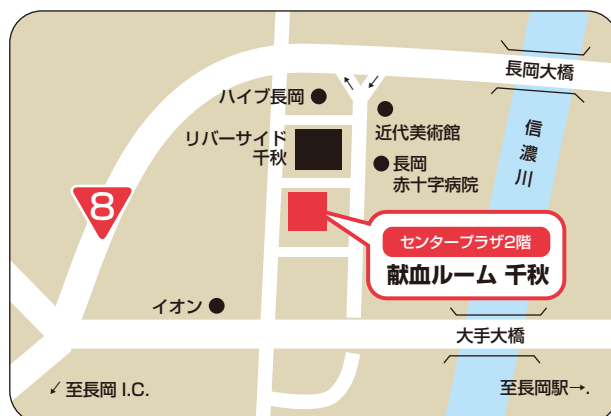 長岡大橋
ハイブ長岡
近代美術館
リバーサイド
千秋
長岡
赤十字病院
信濃川
8
センタープラザ2階
献血ルーム 千秋
イオン
大手大橋
↙至長岡 I.C.
至長岡駅→.